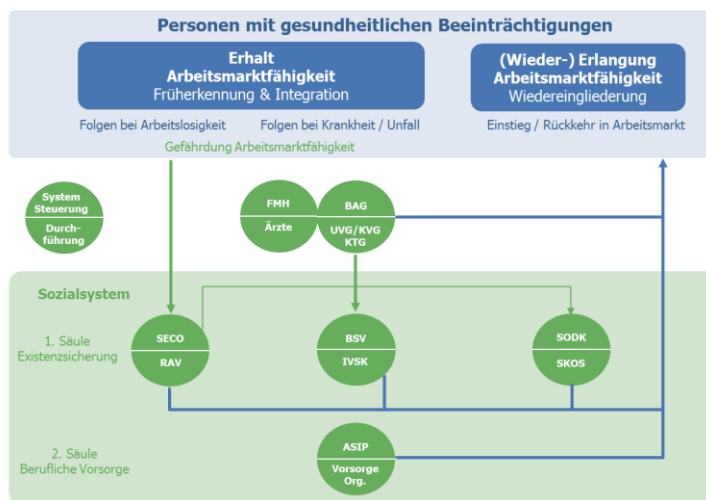 Personen mit gesundheitlichen Beeinträchtigungen
Erhalt
Arbeitsmarktfähigkeit
Früherkennung & Integration
(Wieder-) Erlangung
Arbeitsmarktfähigkeit
Wiedereingliederung
Folgen bei Arbeitslosigkeit
Folgen bei Krankheit / Unfall
Einstieg / Rückkehr in Arbeitsmarkt
Gefährdung Arbeitsmarktfähigkeit
System
Steuerung
Durch-
führung
FMH
Ärzte
BAG
UVG/KVG
KTG
Sozialsystem
1. Säule
Existenzsicherung
SECO
RAV
BSV
IVSK
SODK
SKOS
2. Säule
Berufliche Vorsorge
ASIP
Vorsorge
Org.